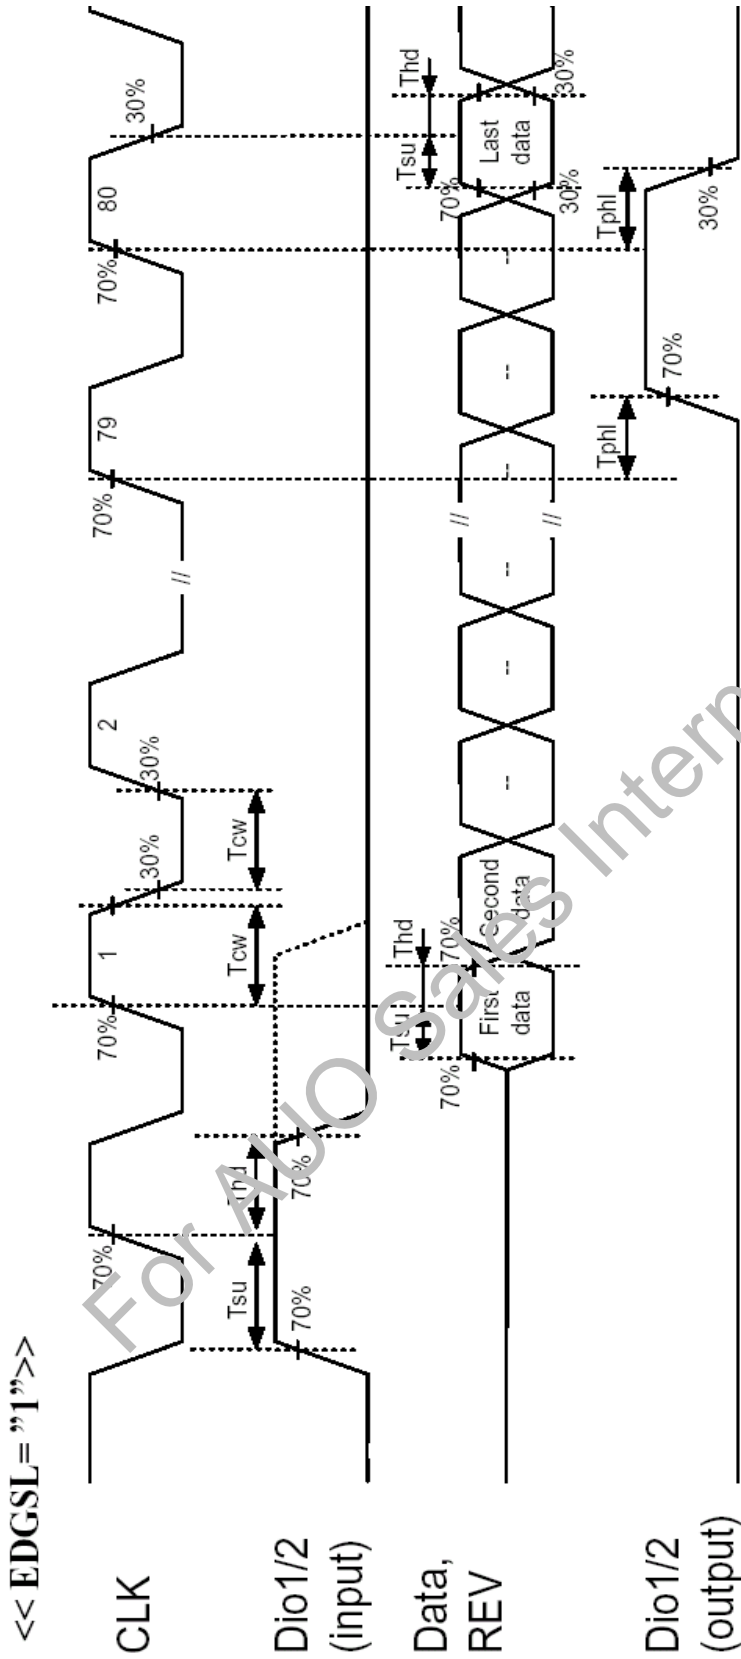 << EDGSL= ”1”>>
CLK
70%
70%
1
30%
30%
2
//
70%
79
70%
80
30%
Dio1/2
(input)
Tsu
Thd
Tcw
Tcw
70%
70%
Data,
REV
70%
Tsu
Thd
First
data
70%
Second
data
--
--
--
//
//
--
--
--
70%
30%
Tsu
Thd
Last
data
30%
Dio1/2
(output)
Tphl
70%
Tphl
30%
For AUO Sales Intern